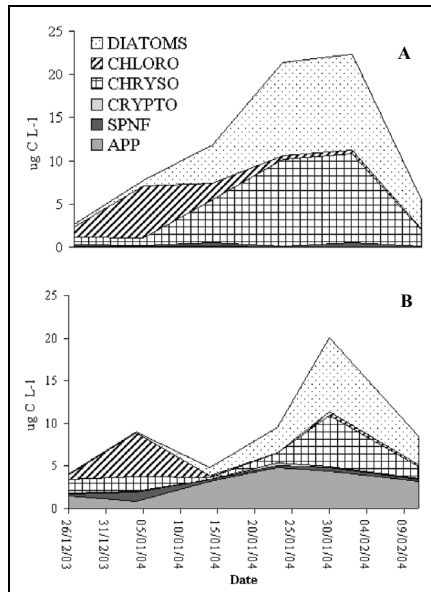 A
DIATOMS
CHLORO
CHRYSO
CRYPTO
SPNF
APP
ug C L-1
25
20
15
10
5
0
B
ug C L-1
25
20
15
10
5
0
26/12/03
31/12/03
05/01/04
10/01/04
15/01/04
20/01/04
25/01/04
30/01/04
04/02/04
09/02/04
Date